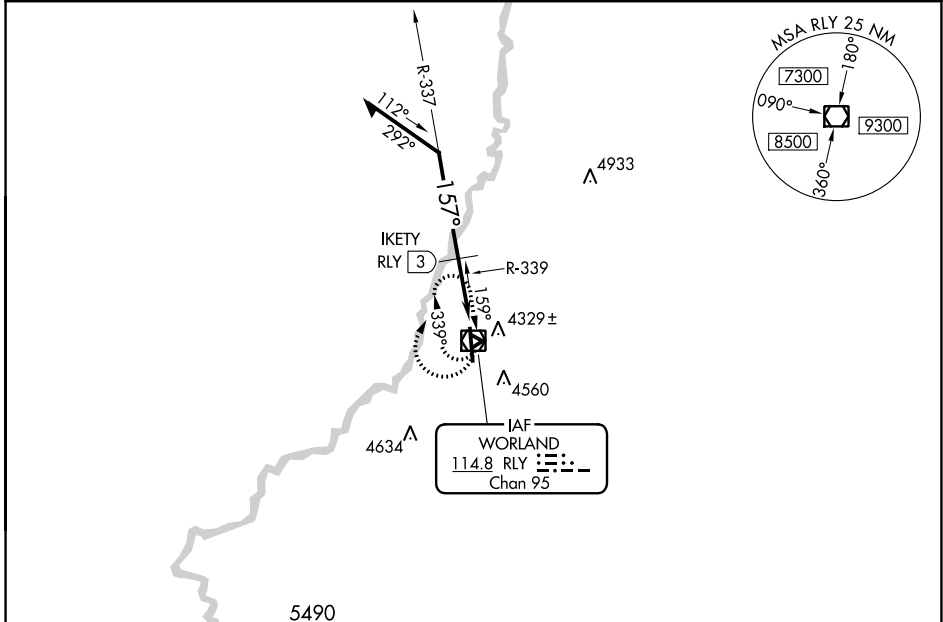 MSA RLY 25 NM
180°
7300
090°
9300
8500
360°
R-337
112°
292°
157°
4933
IKETY
RLY 3
R-339
159°
339°
4329 ±
4560
4634
IAF
WORLAND
114.8 RLY
Chan 95
5490